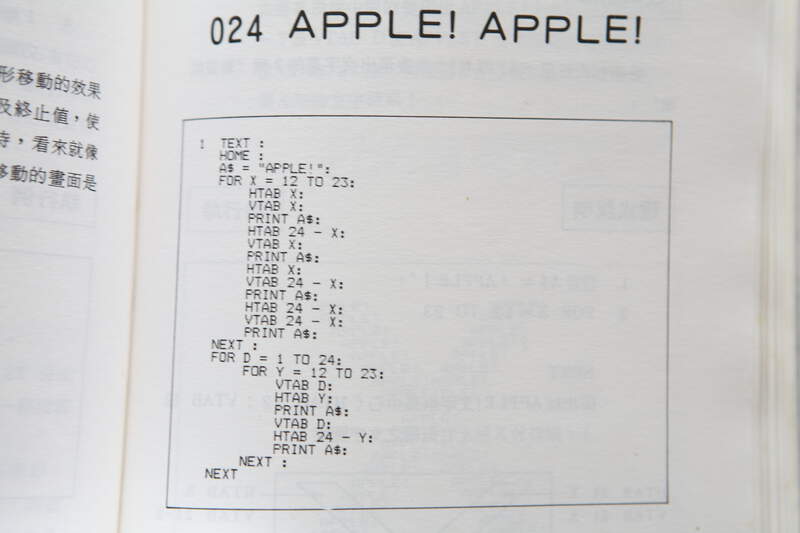 形移動的效果
及終止值，使
時，看來就像
移動的畫面是
024 APPLE! APPLE!
1 TEXT :
HOME :
A$ = "APPLE!":
FOR X = 12 TO 23:
HTAB X:
VTAB X:
PRINT A$:
HTAB 24 - X:
VTAB X:
PRINT A$:
HTAB X:
VTAB 24 - X:
PRINT A$:
HTAB 24 - X:
VTAB 24 - X:
PRINT A$:
NEXT :
FOR D = 1 TO 24:
FOR Y = 12 TO 23:
VTAB D:
HTAB Y:
PRINT A$:
VTAB D:
HTAB 24 - Y:
PRINT A$:
NEXT :
NEXT